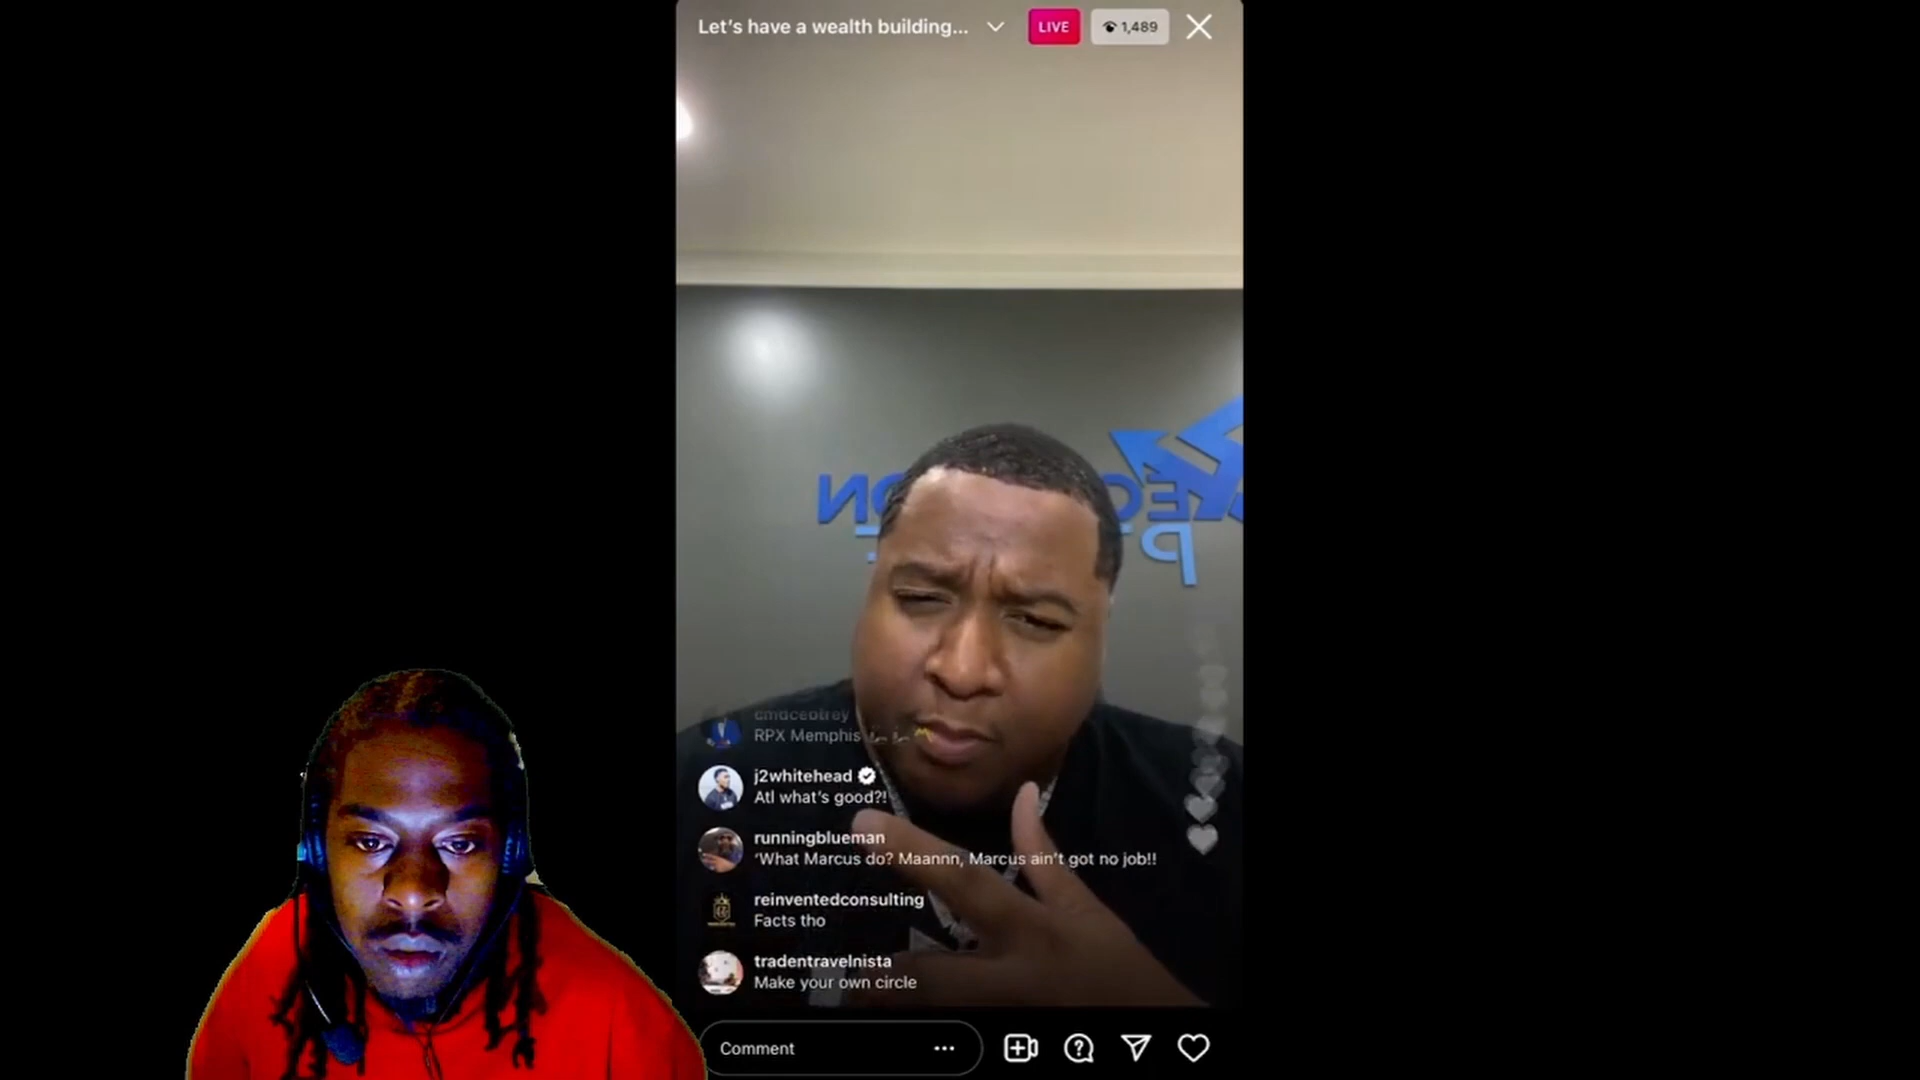 Let's have a wealth building...
LIVE
1,489
cmdceotrey
RPX Memphis
j2whitehead
Atl what's good?!
runningblueman
'What Marcus do? Maannn, Marcus ain't got no job!!
reinventedconsulting
Facts tho
tradentravelnista
Make your own circle
Comment